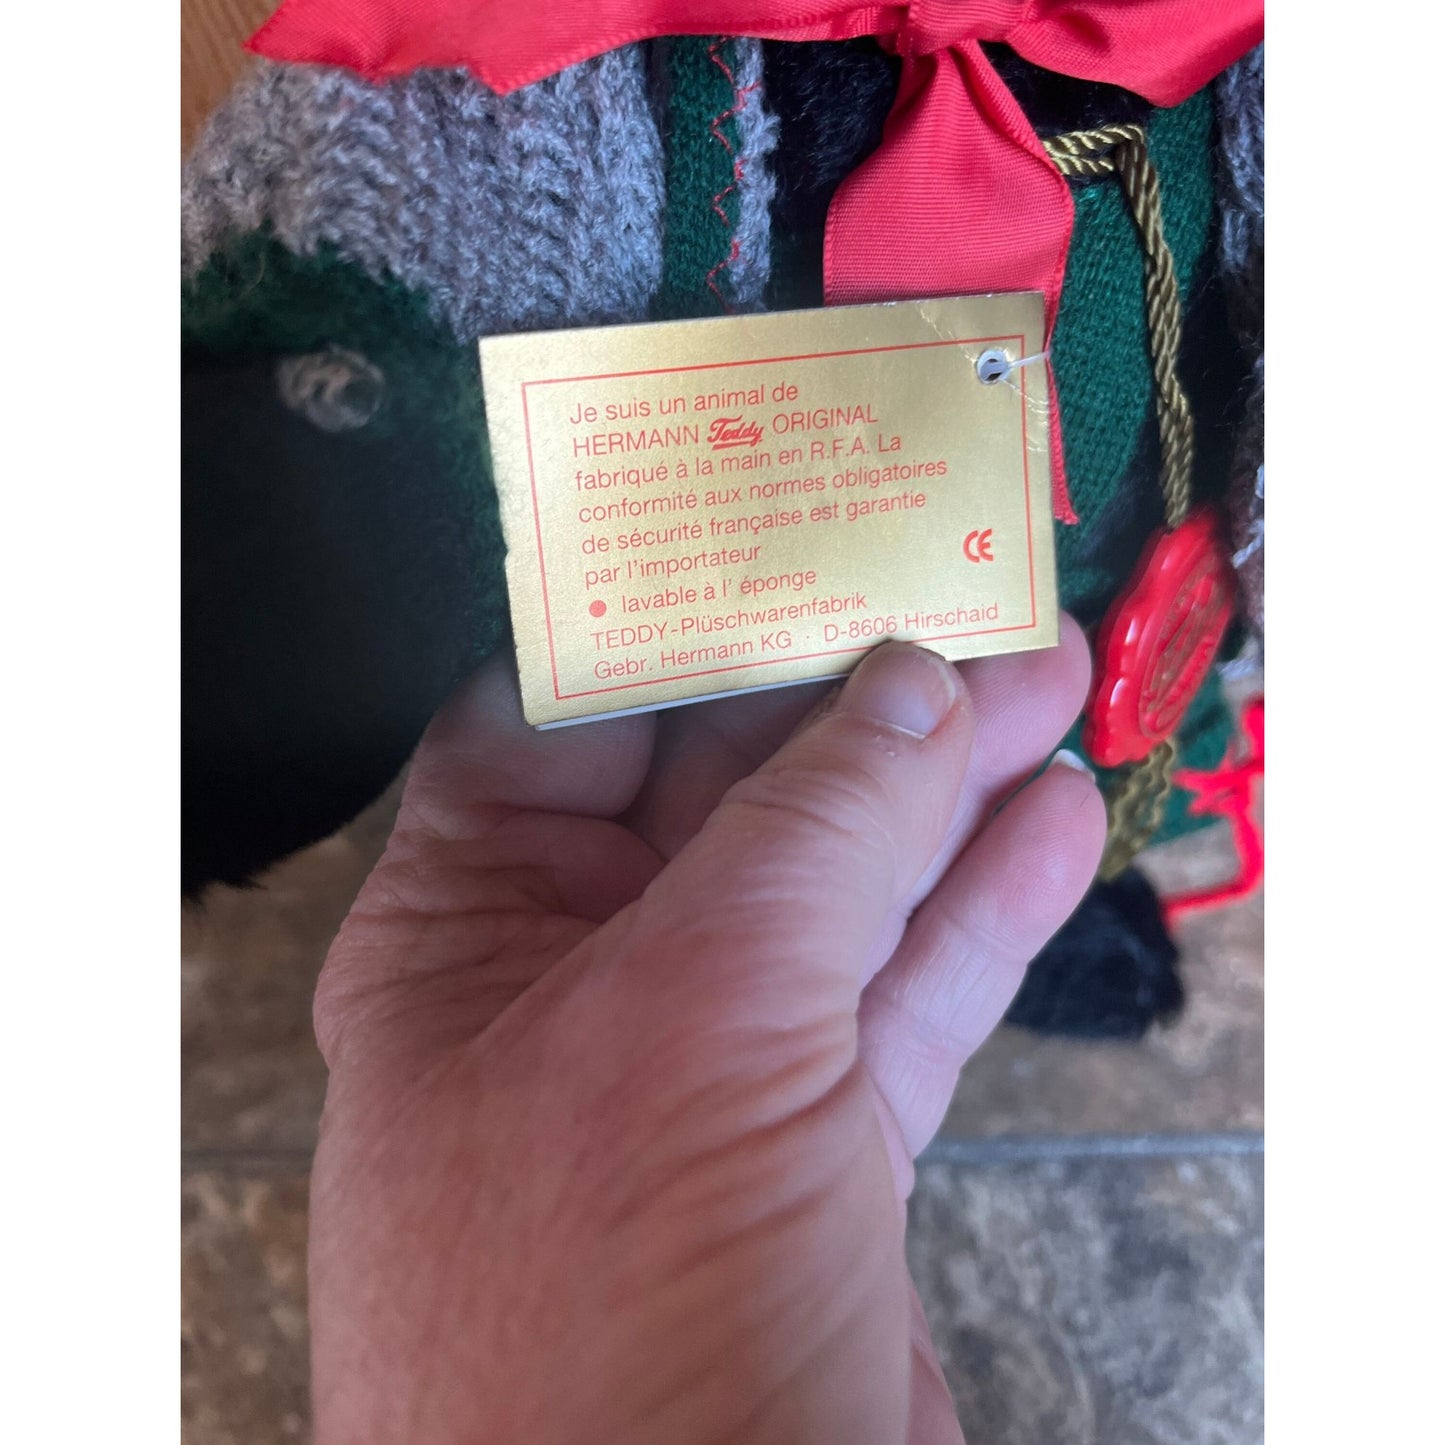 Je suis un animal de
HERMANN Teddy ORIGINAL
fabriqué à la main en R.F.A. La
conformité aux normes obligatoires
de sécurité française est garantie
par l'importateur
CE
● lavable à l' éponge
TEDDY-Plüschwarenfabrik
Gebr. Hermann KG · D-8606 Hirschaid